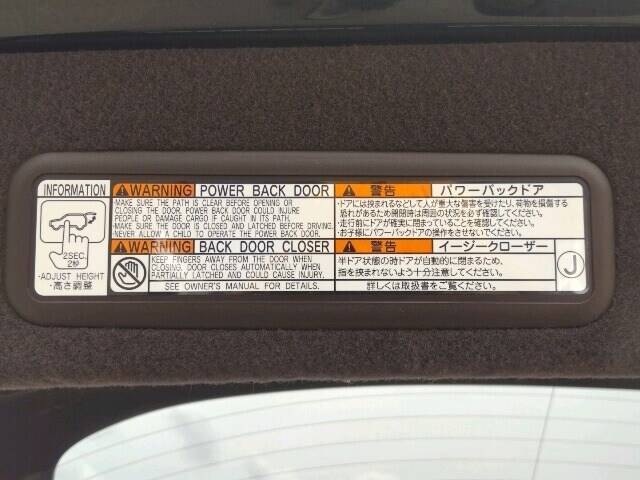 INFORMATION
2SEC.
2秒
·ADJUST HEIGHT
·高さ調整
WARNING POWER BACK DOOR
·MAKE SURE THE PATH IS CLEAR BEFORE OPENING OR
CLOSING THE DOOR. POWER BACK DOOR COULD INJURE
PEOPLE OR DAMAGE CARGO IF CAUGHT IN ITS PATH.
·MAKE SURE THE DOOR IS CLOSED AND LATCHED BEFORE DRIVING.
·NEVER ALLOW A CHILD TO OPERATE THE POWER BACK DOOR.
WARNING BACK DOOR CLOSER
KEEP FINGERS AWAY FROM THE DOOR WHEN
CLOSING. DOOR CLOSES AUTOMATICALLY WHEN
PARTIALLY LATCHED AND COULD CAUSE INJURY.
SEE OWNER'S MANUAL FOR DETAILS.
警告 パワーバックドア
·ドアには挟まれるなどして人が重大な傷害を受けたり、荷物を損傷する
恐れがあるため開閉時は周囲の状況を必ず確認してください。
·走行前にドアが確実に閉まっていることを確認してください。
·お子様にパワーバックドアの操作をさせないでください。
警告 イージークローザー
半ドア状態の時ドアが自動的に閉まるため、
指を挟まれないよう十分注意してください。
詳しくは取扱書をご覧ください。
J